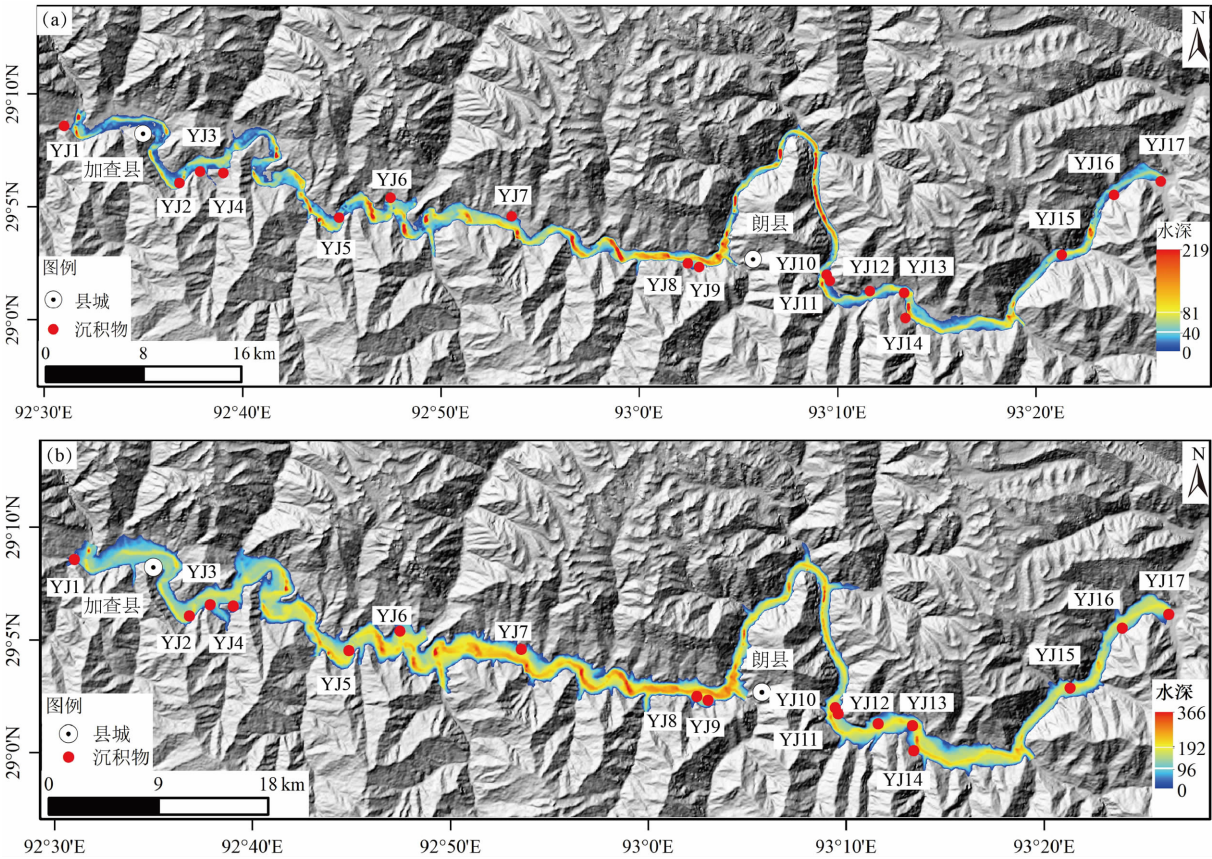 (a)
N
29°10'N
29°5'N
29°0'N
YJ1
加查县
YJ3
YJ2
YJ4
YJ5
YJ6
YJ7
YJ8
YJ9
朗县
YJ10
YJ11
YJ12
YJ13
YJ14
YJ15
YJ16
YJ17
图例
县城
沉积物
0
8
16 km
水深
219
81
40
0
92°30'E
92°40'E
92°50'E
93°0'E
93°10'E
93°20'E
(b)
N
29°10'N
29°5'N
29°0'N
YJ1
加查县
YJ3
YJ2
YJ4
YJ5
YJ6
YJ7
YJ8
YJ9
朗县
YJ10
YJ11
YJ12
YJ13
YJ14
YJ15
YJ16
YJ17
图例
县城
沉积物
0
9
18 km
水深
366
192
96
0
92°30'E
92°40'E
92°50'E
93°0'E
93°10'E
93°20'E